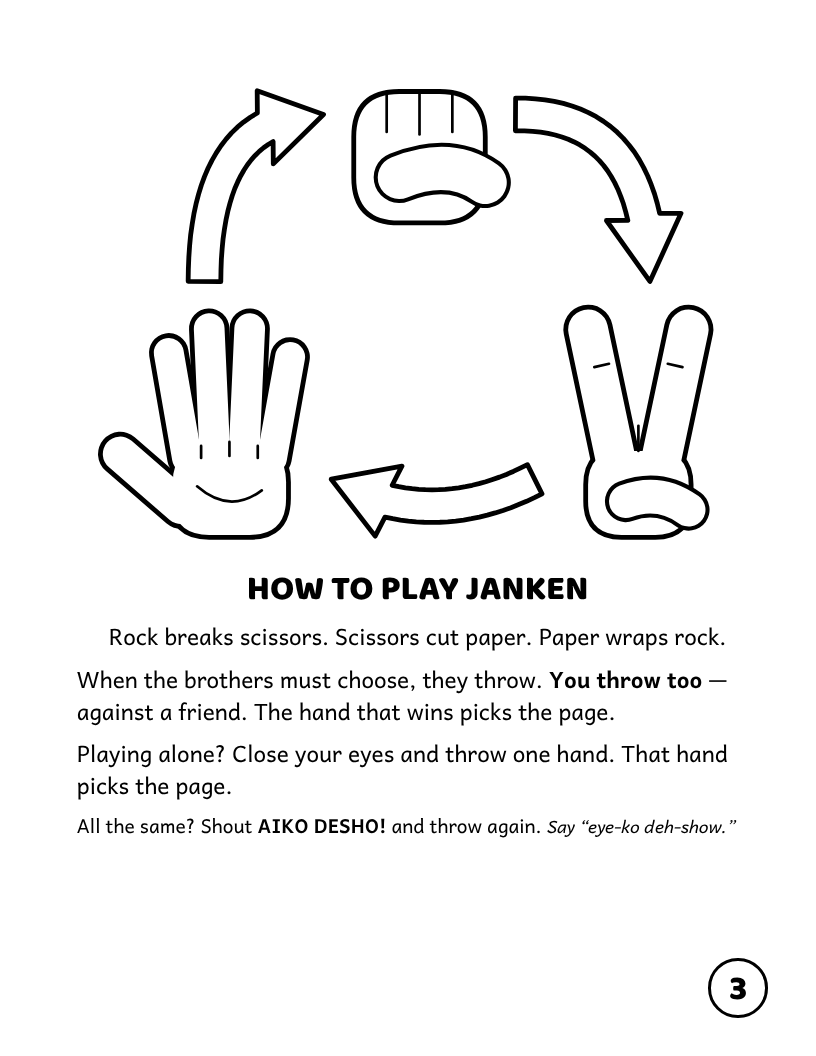 HOW TO PLAY JANKEN
Rock breaks scissors. Scissors cut paper. Paper wraps rock.
When the brothers must choose, they throw. You throw too —
against a friend. The hand that wins picks the page.
Playing alone? Close your eyes and throw one hand. That hand
picks the page.
All the same? Shout AIKO DESHO! and throw again. Say “eye-ko deh-show.”
3